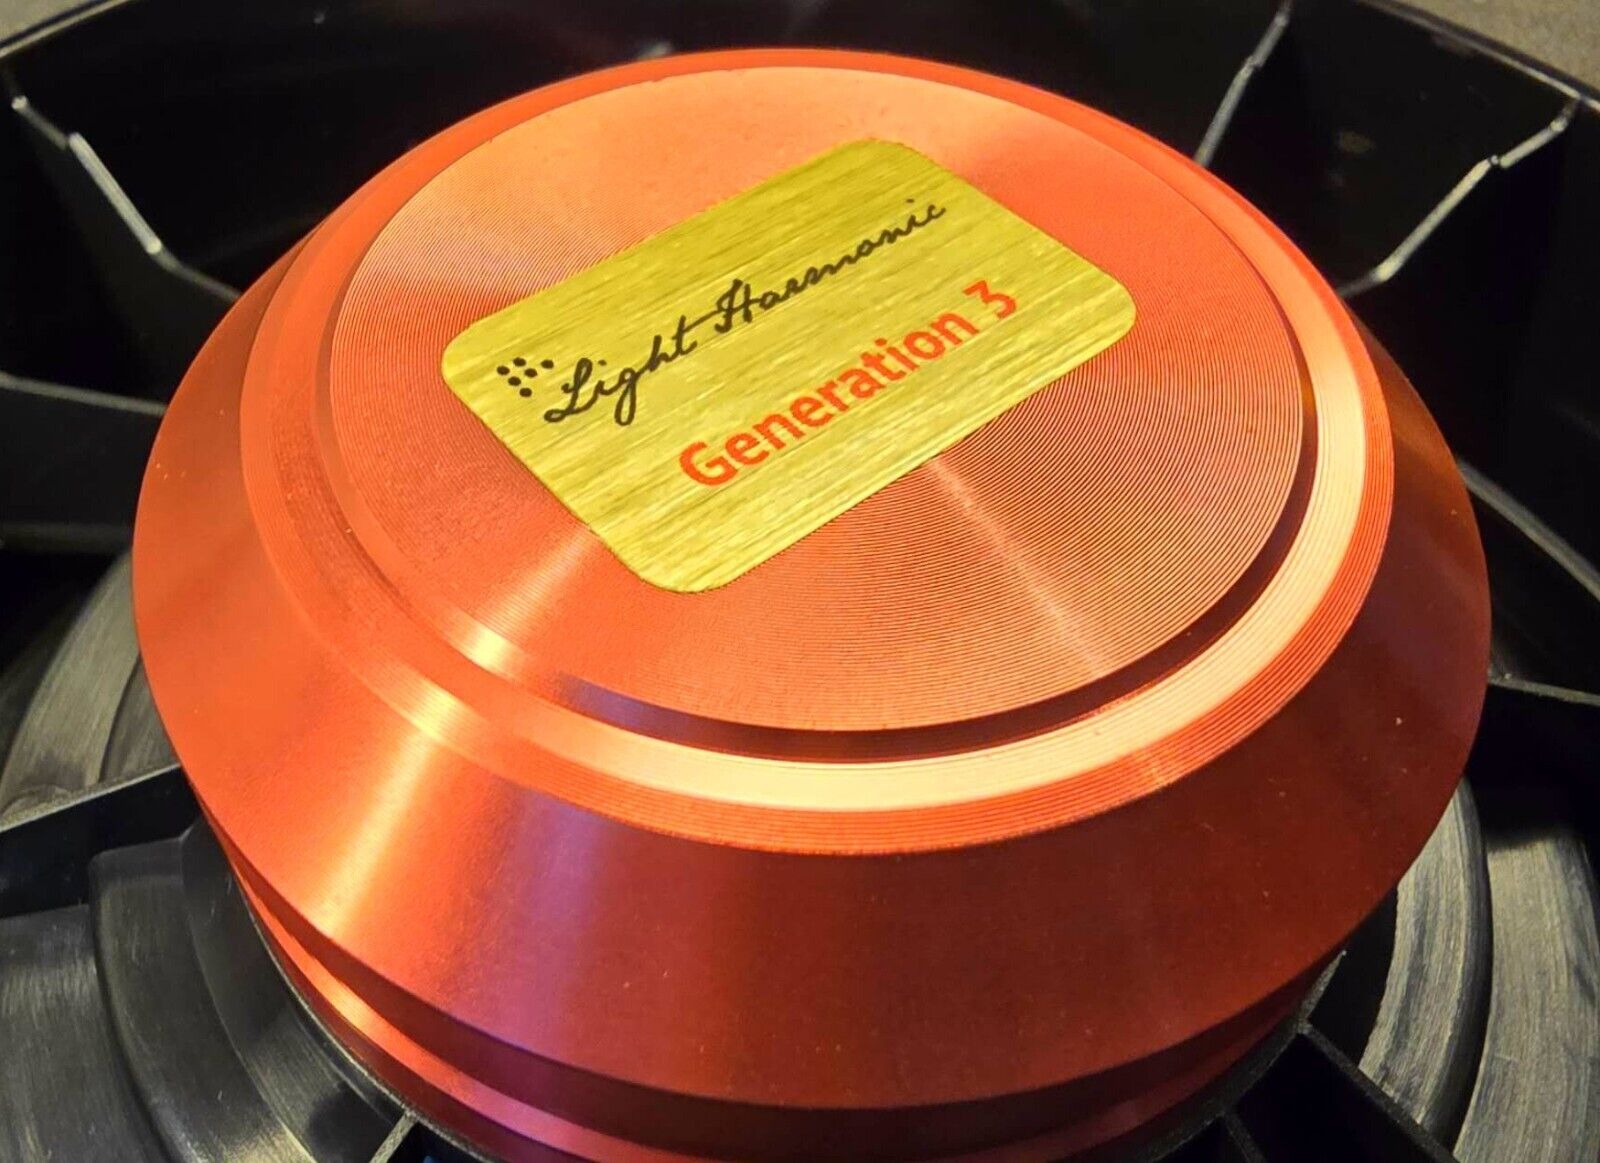 Light Harmonic
Generation 3